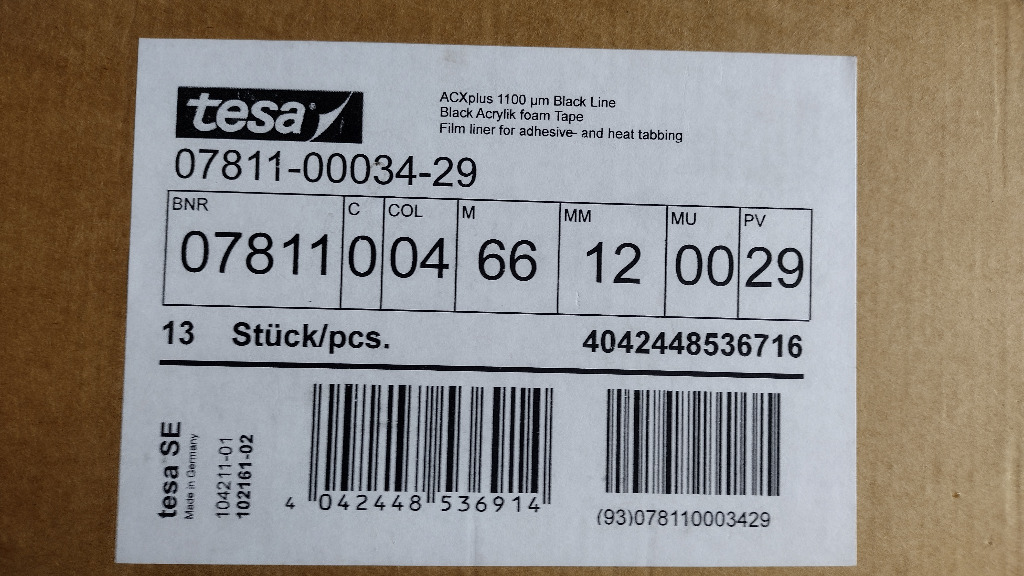 tesa
ACXplus 1100 µm Black Line
Black Acrylik foam Tape
Film liner for adhesive- and heat tabbing
07811-00034-29
BNR C COL M MM MU PV
07811 0 04 66 12 00 29
13 Stück/pcs. 4042448536716
tesa SE
Made in Germany
104211-01
102161-02
4 042448 536914
(93)078110003429